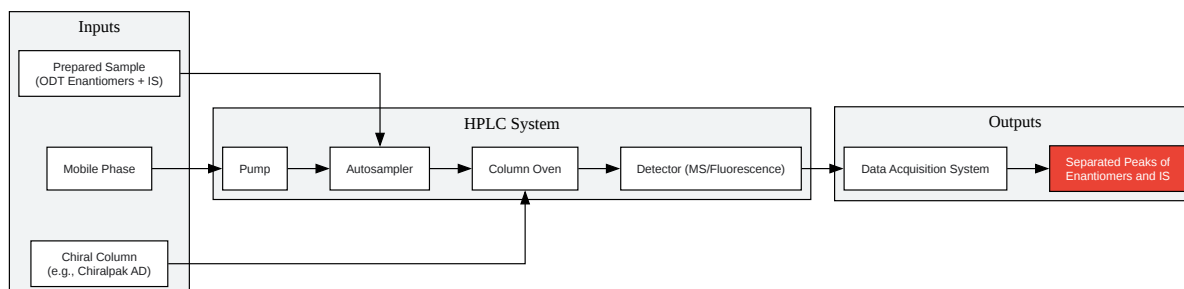 Inputs
Prepared Sample
(ODT Enantiomers + IS)
Mobile Phase
Chiral Column
(e.g., Chiralpak AD)
HPLC System
Pump
Autosampler
Column Oven
Detector (MS/Fluorescence)
Outputs
Data Acquisition System
Separated Peaks of
Enantiomers and IS